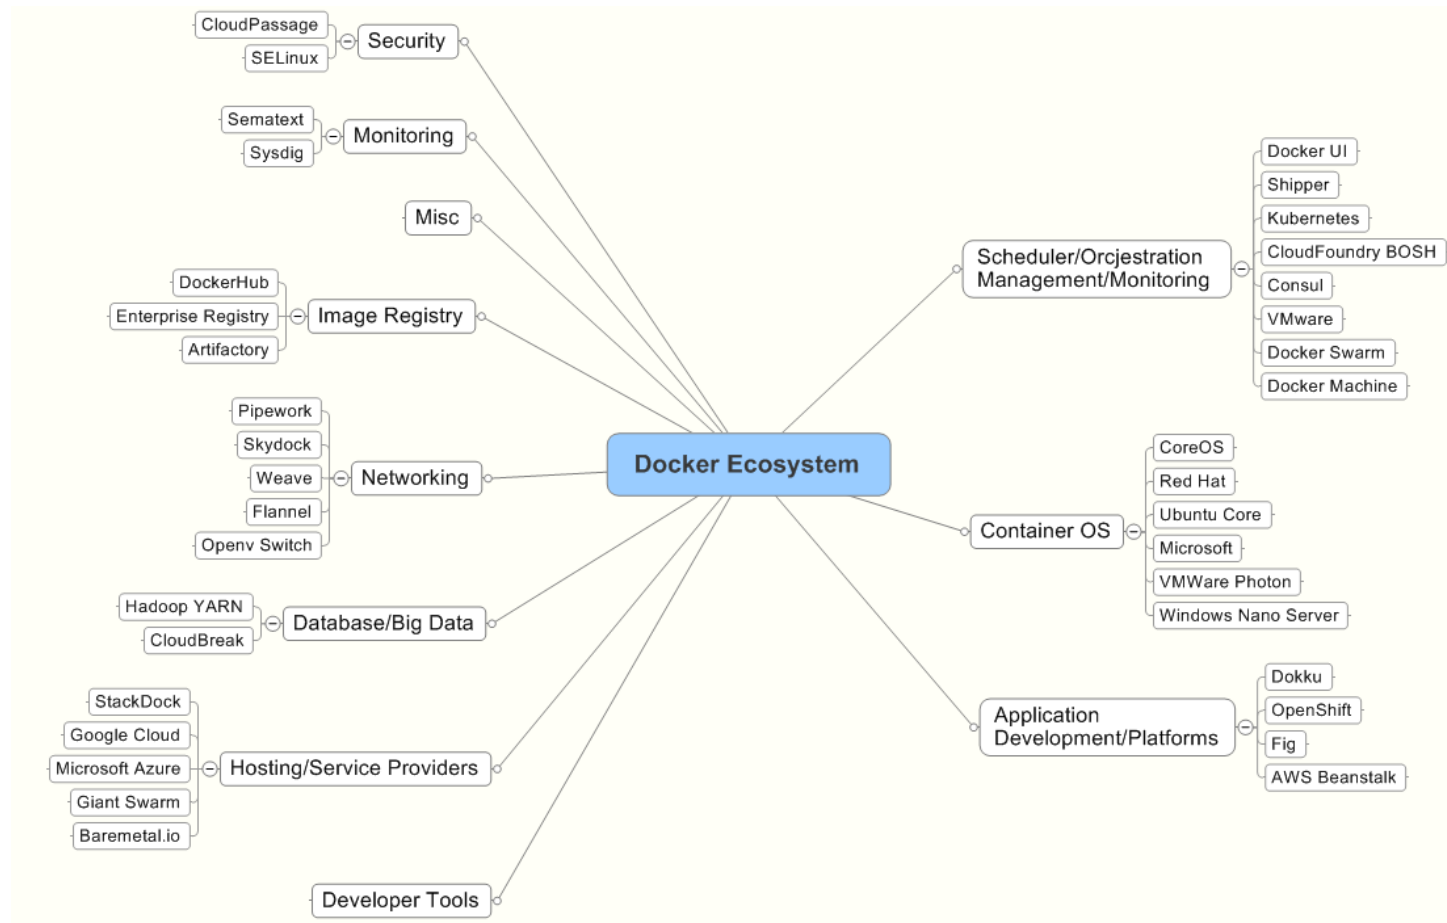 CloudPassage
SELinux
Security
Sematext
Sysdig
Monitoring
Misc
DockerHub
Enterprise Registry
Artifactory
Image Registry
Pipework
Skydock
Weave
Flannel
Openv Switch
Networking
Hadoop YARN
CloudBreak
Database/Big Data
StackDock
Google Cloud
Microsoft Azure
Giant Swarm
Baremetal.io
Hosting/Service Providers
Developer Tools
Docker Ecosystem
Scheduler/Orcjestration
Management/Monitoring
Docker UI
Shipper
Kubernetes
CloudFoundry BOSH
Consul
VMware
Docker Swarm
Docker Machine
Container OS
CoreOS
Red Hat
Ubuntu Core
Microsoft
VMWare Photon
Windows Nano Server
Application
Development/Platforms
Dokku
OpenShift
Fig
AWS Beanstalk